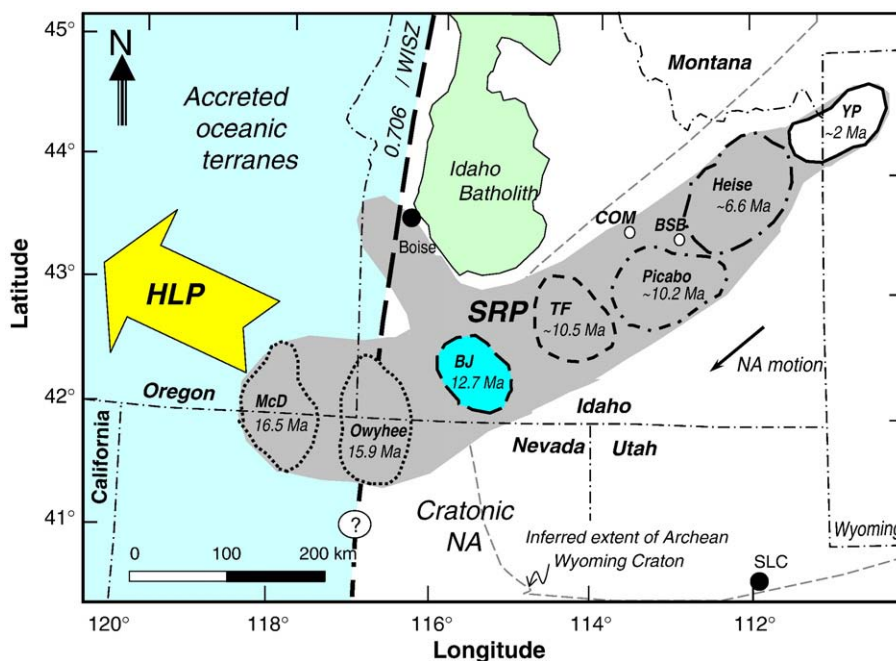 45°
44°
43°
42°
41°
Latitude
N
Accreted
oceanic
terranes
0.706 / WISZ
Idaho
Batholith
Montana
YP
~2 Ma
Heise
~6.6 Ma
COM
BSB
Picabo
~10.2 Ma
Boise
HLP
SRP
TF
~10.5 Ma
BJ
12.7 Ma
NA motion
McD
16.5 Ma
Owyhee
15.9 Ma
Oregon
Idaho
California
Nevada
Utah
Wyoming
Cratonic
NA
?
Inferred extent of Archean
Wyoming Craton
SLC
0 100 200 km
120° 118° 116° 114° 112°
Longitude